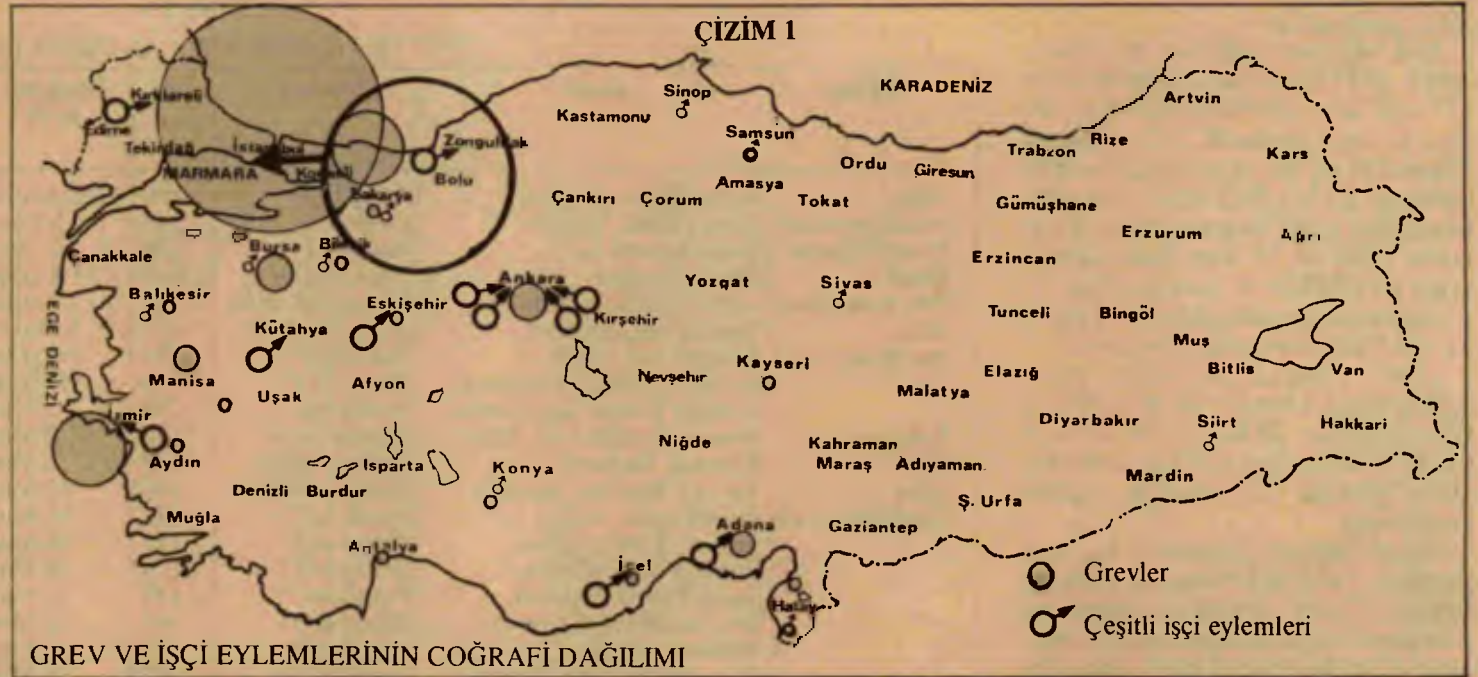 ÇİZİM 1
KARADENİZ
Sinop
Kastamonu
Samsun
Artvin
Rize
Trabzon
Ordu
Giresun
Kars
Kırklareli
Edirne
Tekirdağ
İstanbul
MARMARA
Kocaeli
Zonguldak
Bolu
Sakarya
Amasya
Çankırı
Çorum
Tokat
Gümüşhane
Erzurum
Ağrı
Çanakkale
Bursa
Bilecik
Ankara
Erzincan
Yozgat
Sivas
Balıkesir
Eskişehir
Kütahya
Kırşehir
Tunceli
Bingöl
Muş
EGE DENİZİ
Manisa
Uşak
Afyon
Nevşehir
Kayseri
Malatya
Elazığ
Bitlis
Van
İzmir
Aydın
Diyarbakır
Siirt
Hakkari
Isparta
Konya
Niğde
Kahraman
Maraş
Adıyaman
Denizli
Burdur
Mardin
Ş. Urfa
Muğla
Gaziantep
Antalya
Adana
İçel
Hatay
Grevler
Çeşitli işçi eylemleri
GREV VE İŞÇİ EYLEMLERİNİN COĞRAFİ DAĞILIMI